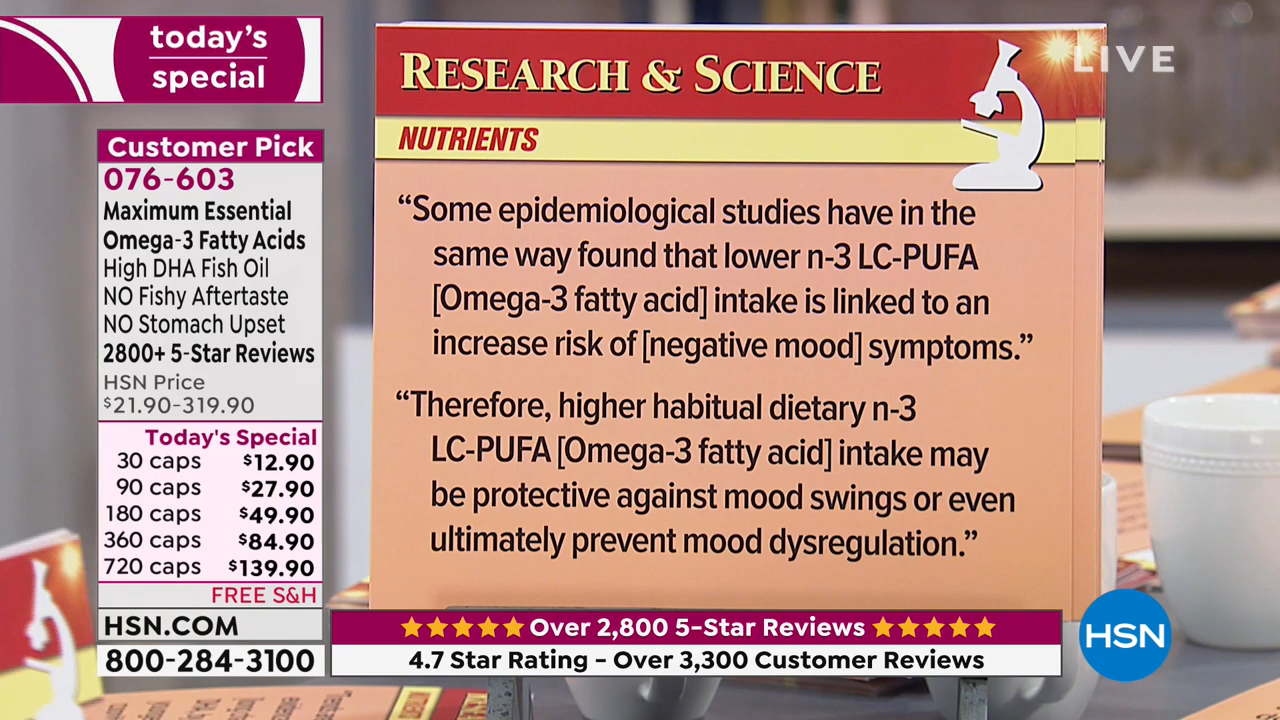 today's
special
Customer Pick
076-603
Maximum Essential
Omega-3 Fatty Acids
High DHA Fish Oil
NO Fishy Aftertaste
NO Stomach Upset
2800+ 5-Star Reviews
HSN Price
$21.90-319.90
Today's Special
30 caps $12.90
90 caps $27.90
180 caps $49.90
360 caps $84.90
720 caps $139.90
FREE S&H
HSN.COM
800-284-3100
LIVE
RESEARCH & SCIENCE
NUTRIENTS
“Some epidemiological studies have in the
same way found that lower n-3 LC-PUFA
[Omega-3 fatty acid] intake is linked to an
increase risk of [negative mood] symptoms.”
“Therefore, higher habitual dietary n-3
LC-PUFA [Omega-3 fatty acid] intake may
be protective against mood swings or even
ultimately prevent mood dysregulation.”
Over 2,800 5-Star Reviews
4.7 Star Rating - Over 3,300 Customer Reviews
HSN